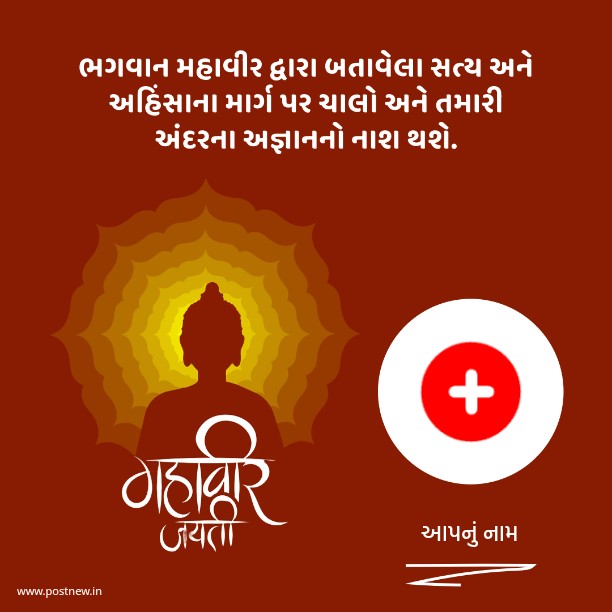 ભગવાન મહાવીર દ્વારા બતાવેલા સત્ય અને
અહિંસાના માર્ગ પર ચાલો અને તમારી
અંદરના અજ્ઞાનનો નાશ થશે.
महावीर
जयंती
આપનું નામ
www.postnew.in